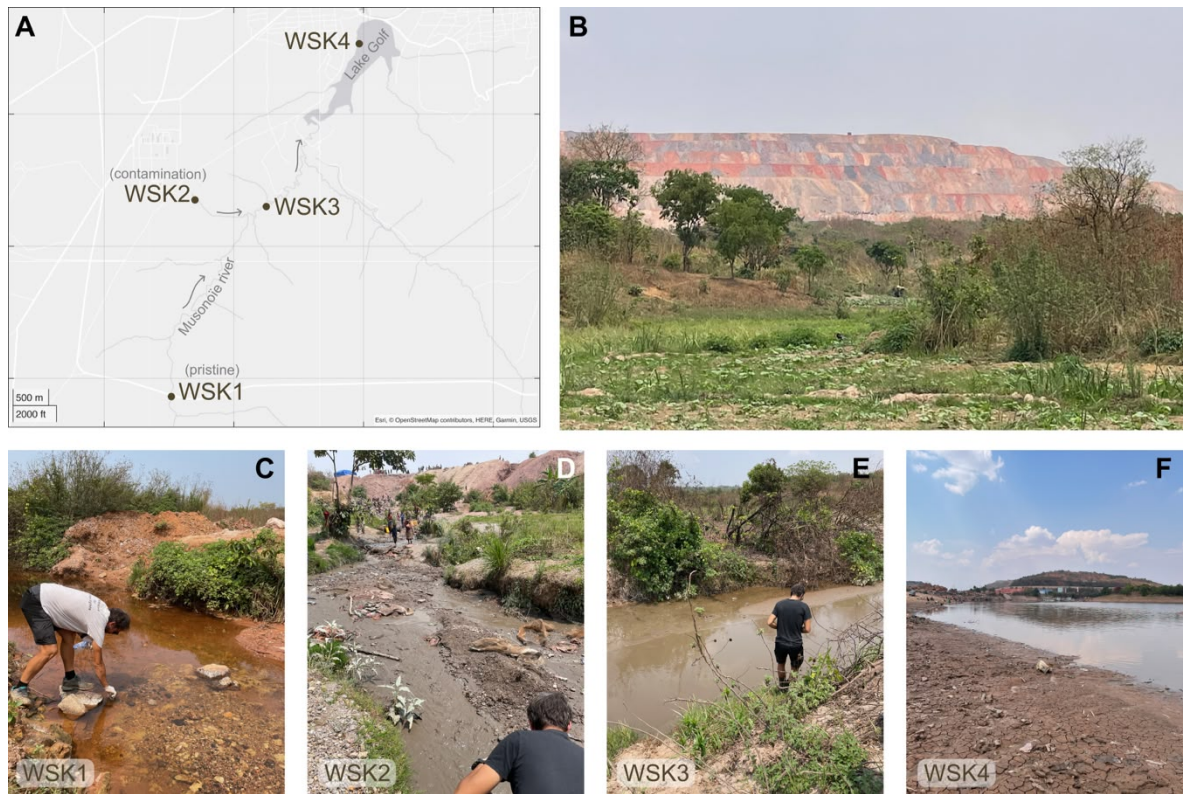 A
WSK4
Lake Golf
(contamination)
WSK2
WSK3
Musonoïe river
(pristine)
WSK1
500 m
2000 ft
Esri, © OpenStreetMap contributors, HERE, Garmin, USGS
B
C
WSK1
D
WSK2
E
WSK3
F
WSK4